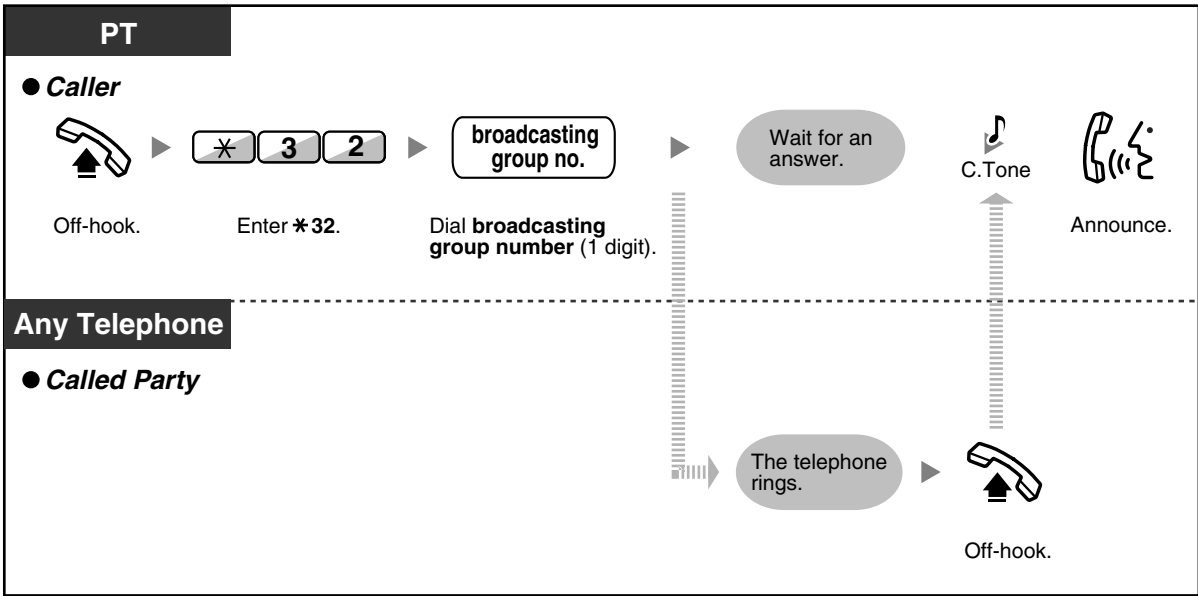 PT
● Caller
✳ 3 2
broadcasting
group no.
Wait for an
answer.
C.Tone
Off-hook.
Enter ✳32.
Dial broadcasting
group number (1 digit).
Announce.
Any Telephone
● Called Party
The telephone
rings.
Off-hook.